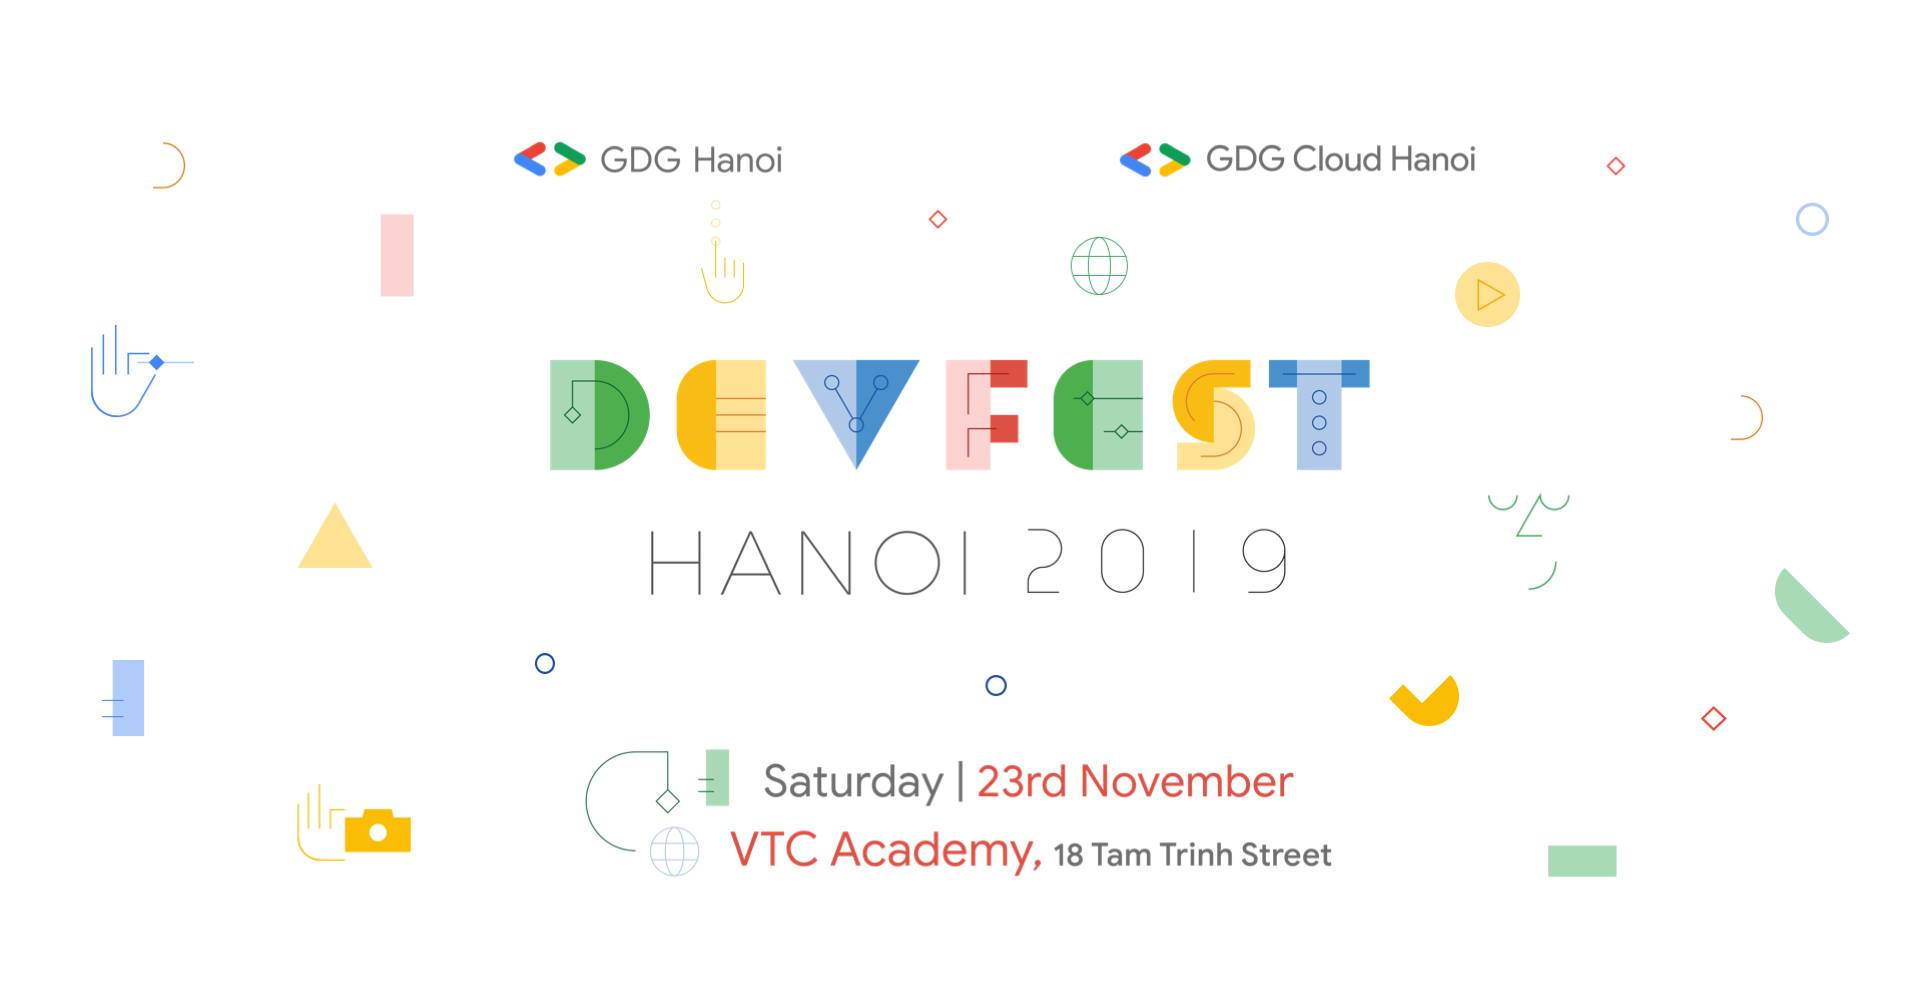 GDG Hanoi
GDG Cloud Hanoi
DEVFEST
HANOI 2019
Saturday | 23rd November
VTC Academy, 18 Tam Trinh Street